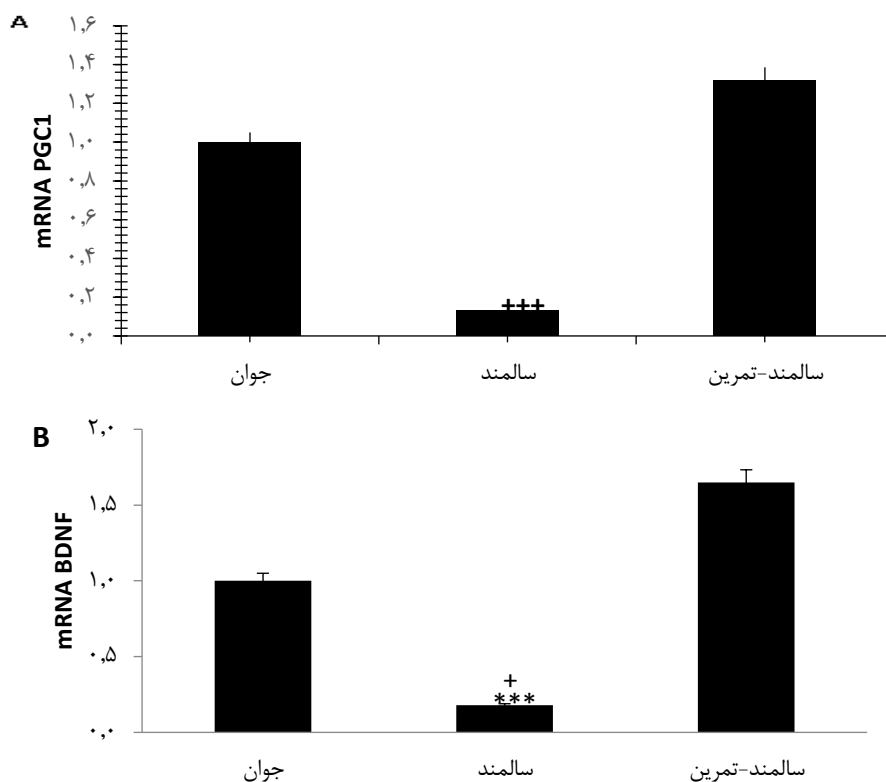 A
mRNA PGC1
۱,۶
۱,۴
۱,۲
۱,۰
۰,۸
۰,۶
۰,۴
۰,۲
۰,۰
+++
جوان
سالمند
سالمند-تمرین
B
mRNA BDNF
۲,۰
۱,۵
۱,۰
۰,۵
۰,۰
+
***
جوان
سالمند
سالمند-تمرین